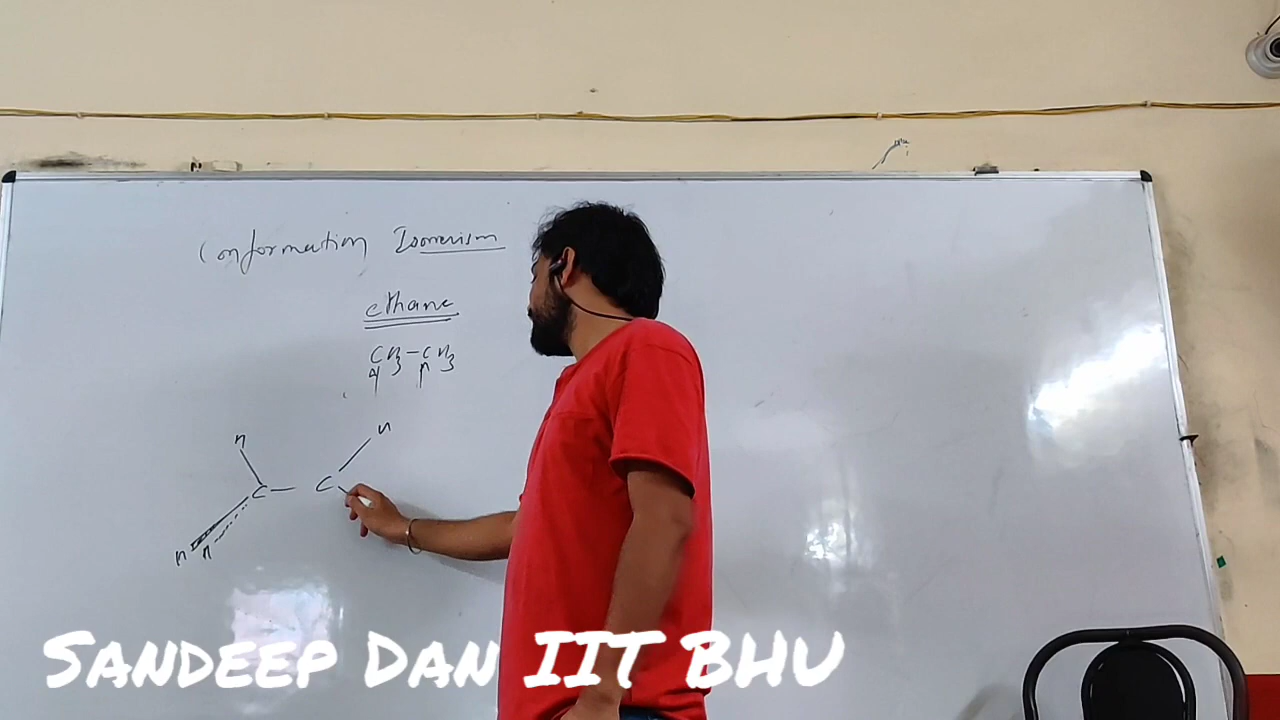 Conformation Isomerism
ethane
CH3-CH3
H H
C - C
H H
SANDEEP DAN IIT BHU